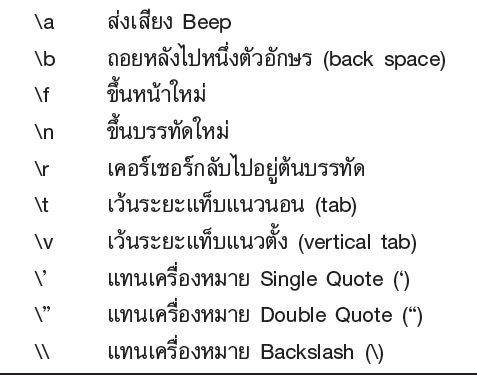 \a ส่งเสียง Beep
\b ถอยหลังไปหนึ่งตัวอักษร (back space)
\f ขึ้นหน้าใหม่
\n ขึ้นบรรทัดใหม่
\r เคอร์เซอร์กลับไปอยู่ต้นบรรทัด
\t เว้นระยะแท็บแนวนอน (tab)
\v เว้นระยะแท็บแนวตั้ง (vertical tab)
\’ แทนเครื่องหมาย Single Quote (‘)
\” แทนเครื่องหมาย Double Quote (“)
\\ แทนเครื่องหมาย Backslash (\)